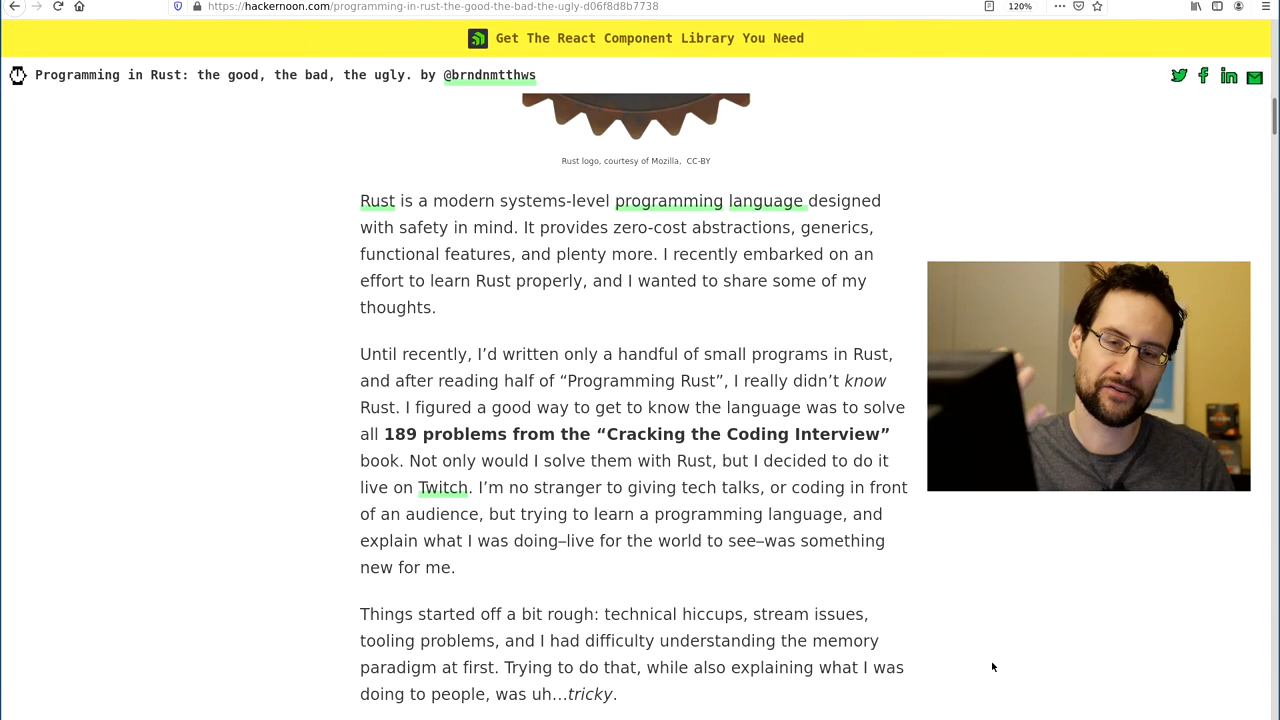 https://hackernoon.com/programming-in-rust-the-good-the-bad-the-ugly-d06f8d8b7738
120%
Get The React Component Library You Need
Programming in Rust: the good, the bad, the ugly. by @brndnmtthws
Rust logo, courtesy of Mozilla, CC-BY
Rust is a modern systems-level programming language designed
with safety in mind. It provides zero-cost abstractions, generics,
functional features, and plenty more. I recently embarked on an
effort to learn Rust properly, and I wanted to share some of my
thoughts.
Until recently, I’d written only a handful of small programs in Rust,
and after reading half of “Programming Rust”, I really didn’t know
Rust. I figured a good way to get to know the language was to solve
all 189 problems from the “Cracking the Coding Interview”
book. Not only would I solve them with Rust, but I decided to do it
live on Twitch. I’m no stranger to giving tech talks, or coding in front
of an audience, but trying to learn a programming language, and
explain what I was doing–live for the world to see–was something
new for me.
Things started off a bit rough: technical hiccups, stream issues,
tooling problems, and I had difficulty understanding the memory
paradigm at first. Trying to do that, while also explaining what I was
doing to people, was uh…tricky.